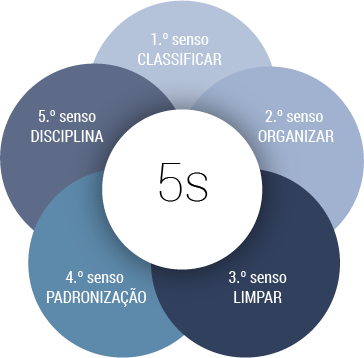 1.º senso
CLASSIFICAR
2.º senso
ORGANIZAR
3.º senso
LIMPAR
4.º senso
PADRONIZAÇÃO
5.º senso
DISCIPLINA
5s